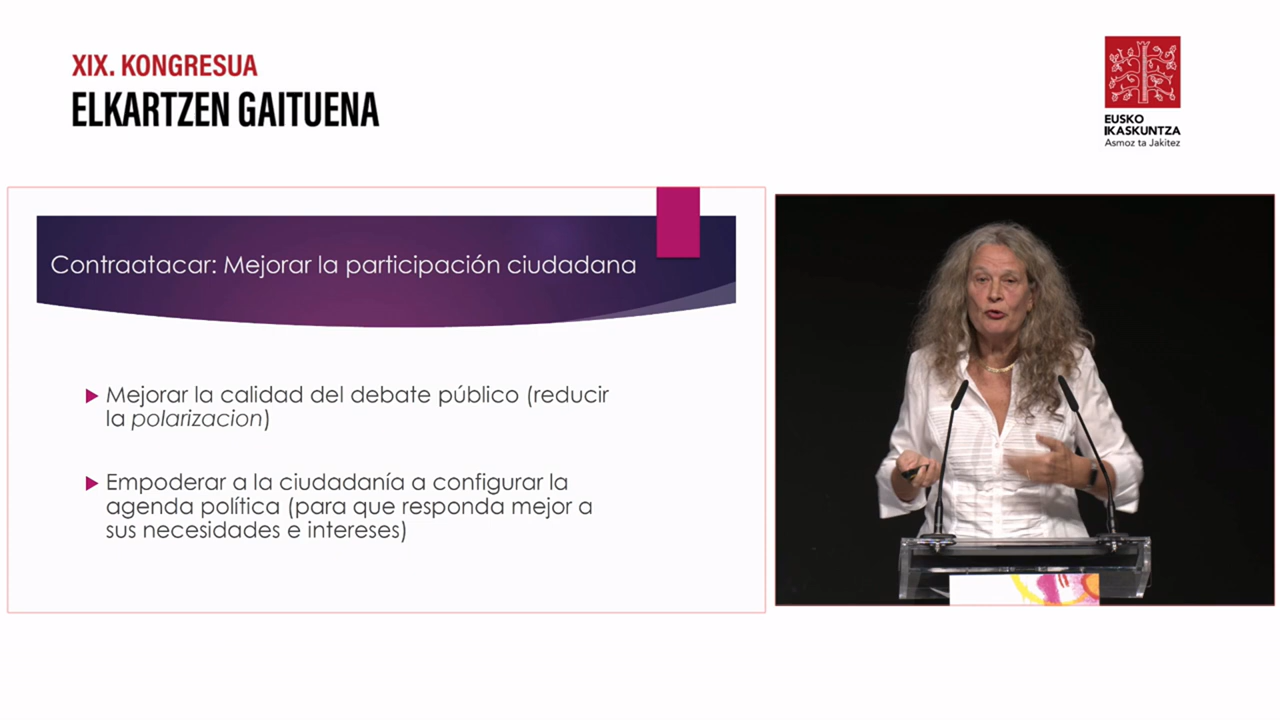 XIX. KONGRESUA
ELKARTZEN GAITUENA
EUSKO
IKASKUNTZA
Asmoz ta Jakitez
Contraatacar: Mejorar la participación ciudadana
Mejorar la calidad del debate público (reducir
la polarizacion)
Empoderar a la ciudadanía a configurar la
agenda política (para que responda mejor a
sus necesidades e intereses)